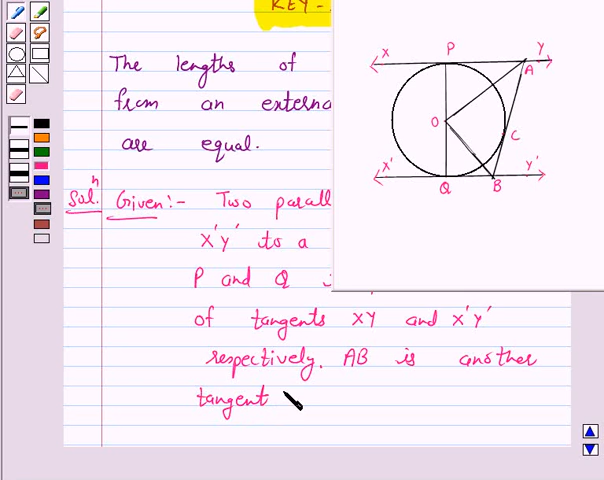 KEY-
The lengths of
from an externa
are equal.
Solⁿ Given:- Two parall
X'Y' to a
P and Q
of tangents XY and X'Y'
respectively. AB is another
tangent
X P Y
A
O
C
X' Y'
Q B